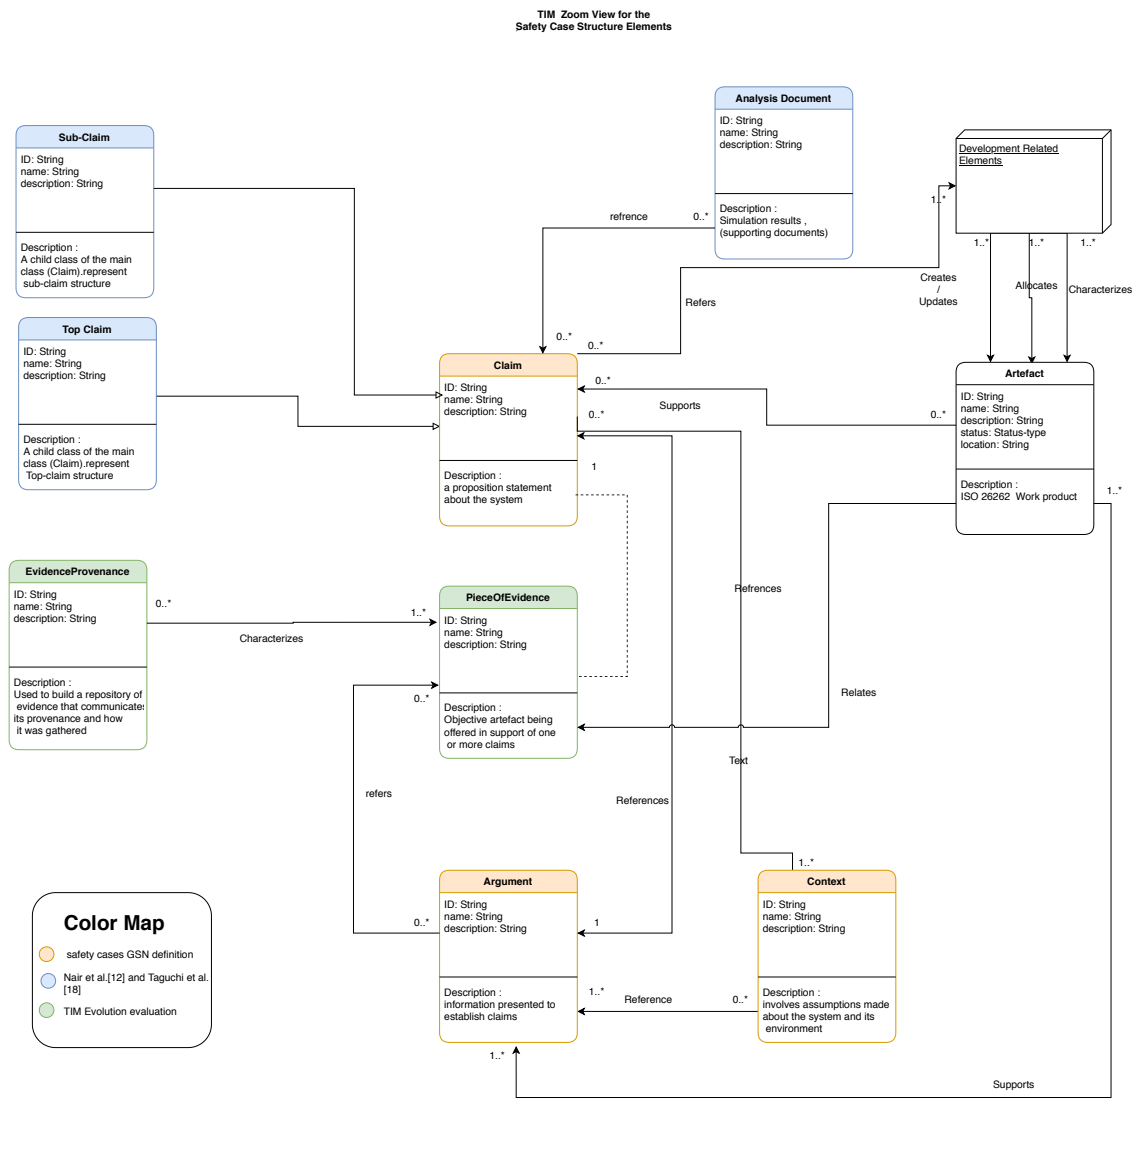 TIM  Zoom View for the
Safety Case Structure Elements
Analysis Document
ID: String
name: String
description: String
Description :
Simulation results ,
(supporting documents)
Sub-Claim
ID: String
name: String
description: String
Description :
A child class of the main
class (Claim).represent
sub-claim structure
Development Related
Elements
1..*
refrence
0..*
1..*
1..*
1..*
Creates
/
Updates
Allocates
Characterizes
Refers
Top Claim
ID: String
name: String
description: String
Description :
A child class of the main
class (Claim).represent
Top-claim structure
0..*
0..*
Claim
ID: String
name: String
description: String
Description :
a proposition statement
about the system
0..*
Supports
0..*
0..*
1
Artefact
ID: String
name: String
description: String
status: Status-type
location: String
Description :
ISO 26262  Work product
1..*
EvidenceProvenance
ID: String
name: String
description: String
Description :
Used to build a repository of
evidence that communicates
its provenance and how
it was gathered
0..*
Characterizes
1..*
PieceOfEvidence
ID: String
name: String
description: String
Description :
Objective artefact being
offered in support of one
or more claims
0..*
Refrences
Relates
Text
refers
References
1..*
Argument
ID: String
name: String
description: String
Description :
information presented to
establish claims
0..*
1
1..*
Reference
0..*
Context
ID: String
name: String
description: String
Description :
involves assumptions made
about the system and its
environment
1..*
Supports
Color Map
safety cases GSN definition
Nair et al.[12] and Taguchi et al.
[18]
TIM Evolution evaluation